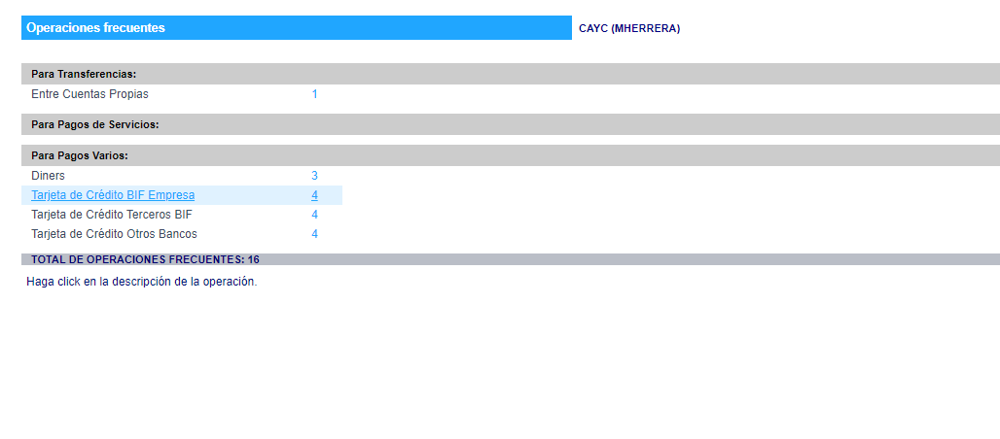 Operaciones frecuentes CAYC (MHERRERA)
Para Transferencias:
Entre Cuentas Propias 1
Para Pagos de Servicios:
Para Pagos Varios:
Diners 3
Tarjeta de Crédito BIF Empresa 4
Tarjeta de Crédito Terceros BIF 4
Tarjeta de Crédito Otros Bancos 4
TOTAL DE OPERACIONES FRECUENTES: 16
Haga click en la descripción de la operación.